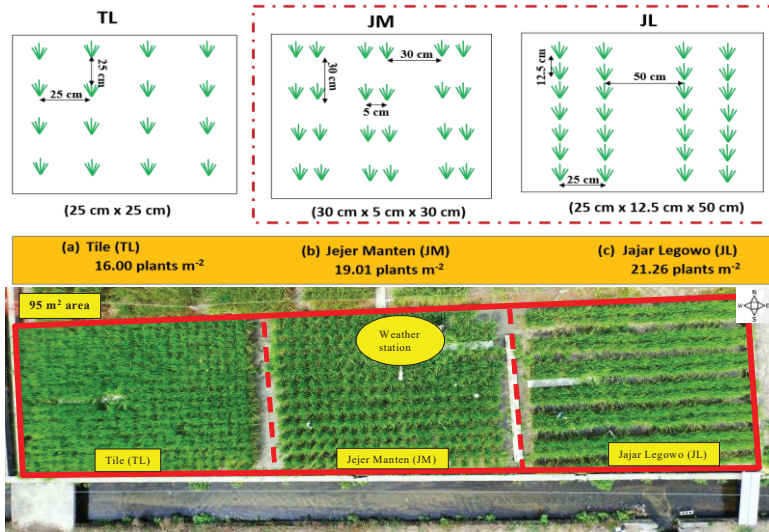 TL
25 cm
25 cm
(25 cm x 25 cm)
JM
30 cm
30 cm
5 cm
(30 cm x 5 cm x 30 cm)
JL
12.5 cm
50 cm
25 cm
(25 cm x 12.5 cm x 50 cm)
(a) Tile (TL)
16.00 plants m⁻²
(b) Jejer Manten (JM)
19.01 plants m⁻²
(c) Jajar Legowo (JL)
21.26 plants m⁻²
95 m² area
Weather
station
N
W E
S
Tile (TL)
Jejer Manten (JM)
Jajar Legowo (JL)